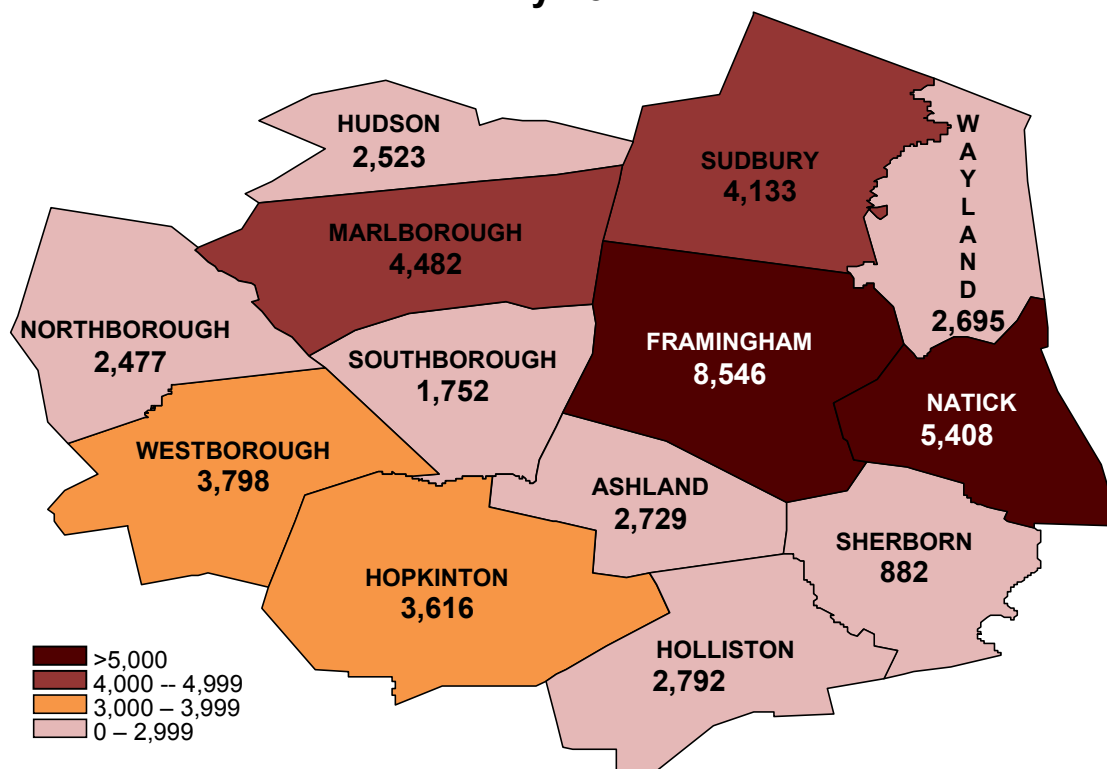 HUDSON
2,523
SUDBURY
4,133
WAYLAND
2,695
MARLBOROUGH
4,482
NORTHBOROUGH
2,477
SOUTHBOROUGH
1,752
FRAMINGHAM
8,546
NATICK
5,408
WESTBOROUGH
3,798
ASHLAND
2,729
SHERBORN
882
HOPKINTON
3,616
HOLLISTON
2,792
>5,000
4,000 -- 4,999
3,000 – 3,999
0 – 2,999